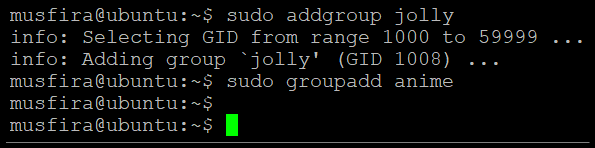 musfira@ubuntu:~$ sudo addgroup jolly
info: Selecting GID from range 1000 to 59999 ...
info: Adding group `jolly' (GID 1008) ...
musfira@ubuntu:~$ sudo groupadd anime
musfira@ubuntu:~$
musfira@ubuntu:~$